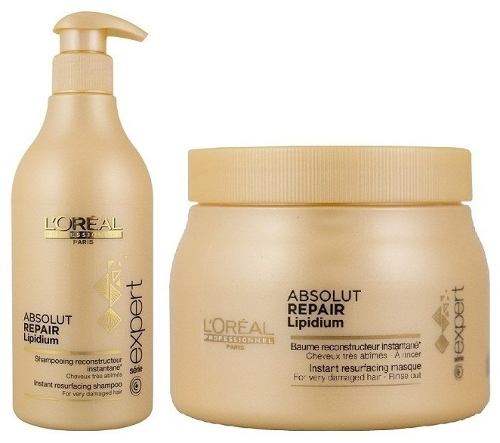 L'ORÉAL
PARIS
ABSOLUT
REPAIR
Lipidium
Shampooing reconstructeur
instantané*
Cheveux très abîmés
Instant resurfacing shampoo
For very damaged hair
série expert
L'ORÉAL
PROFESSIONNEL
PARIS
ABSOLUT
REPAIR
Lipidium
Baume reconstructeur instantané*
Cheveux très abîmés - À rincer
Instant resurfacing masque
For very damaged hair - Rinse out
expert